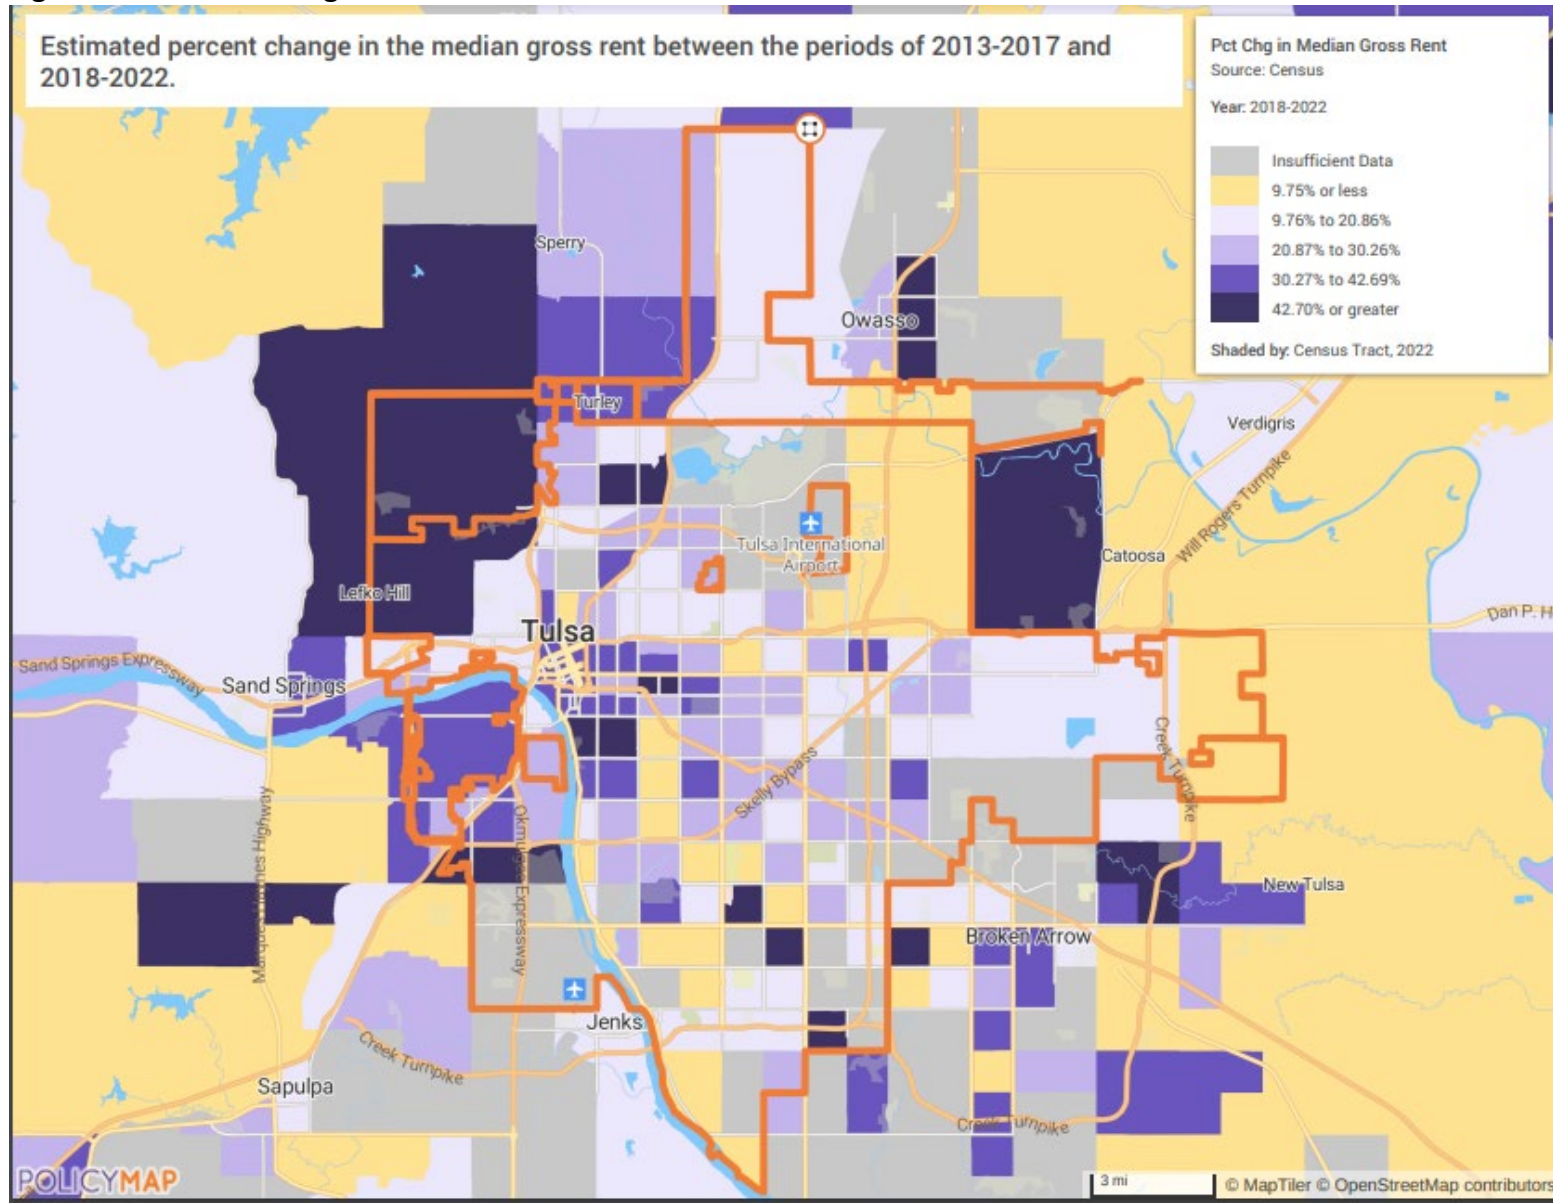 Estimated percent change in the median gross rent between the periods of 2013-2017 and
2018-2022.
Pct Chg in Median Gross Rent
Source: Census
Year: 2018-2022
Insufficient Data
9.75% or less
9.76% to 20.86%
20.87% to 30.26%
30.27% to 42.69%
42.70% or greater
Shaded by: Census Tract, 2022
Sperry
Owasso
Turley
Verdigris
Will Rogers Turnpike
Tulsa International
Airport
Catoosa
Lefko Hill
Dan P. H
Tulsa
Sand Springs Expressway
Sand Springs
Creek Turnpike
Skelly Bypass
Okmulgee Expressway
Highway
New Tulsa
Broken Arrow
Jenks
Creek Turnpike
Sapulpa
Creek Turnpike
POLICYMAP
3 mi
© MapTiler © OpenStreetMap contributors